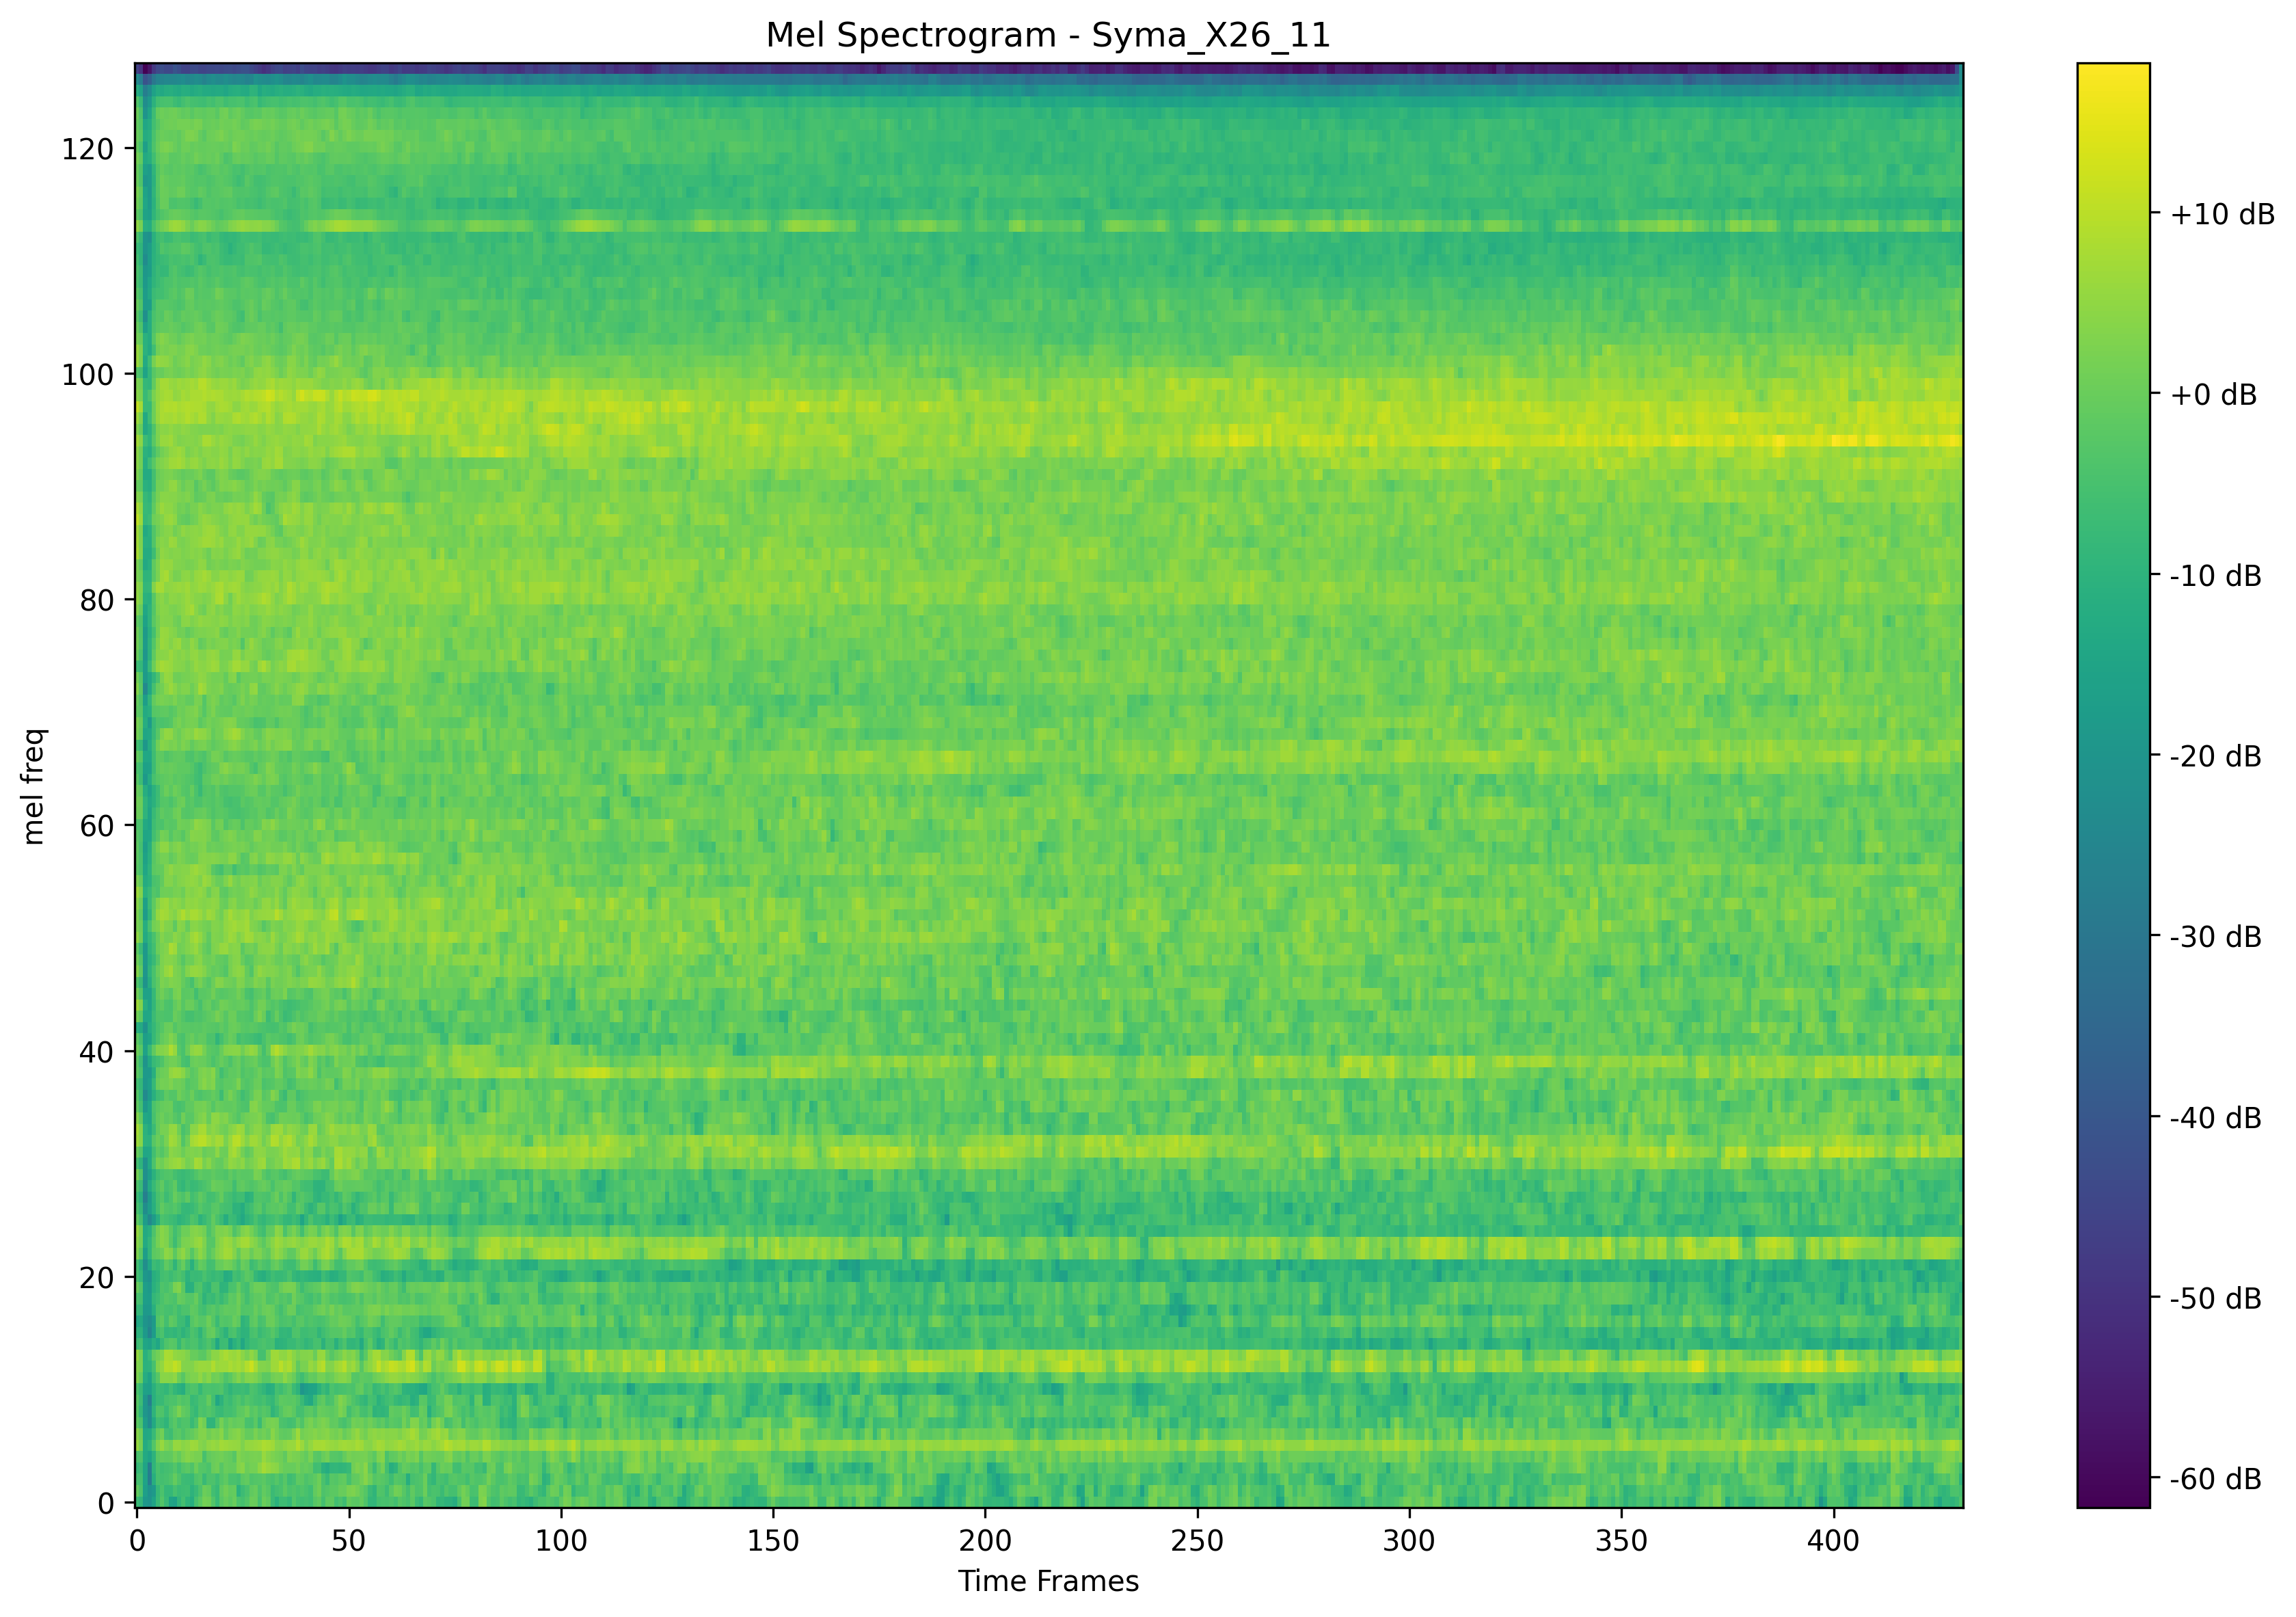 Mel Spectrogram - Syma_X26_11
mel freq
120
100
80
60
40
20
0
0 50 100 150 200 250 300 350 400
Time Frames
+10 dB
+0 dB
-10 dB
-20 dB
-30 dB
-40 dB
-50 dB
-60 dB